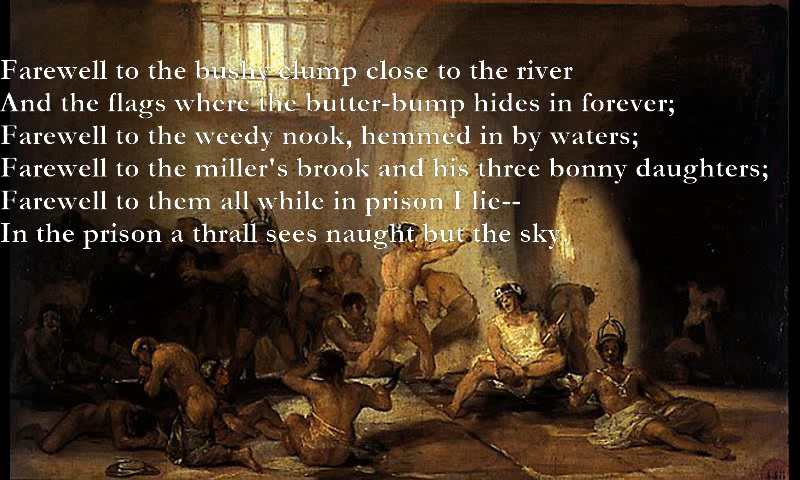 Farewell to the bushy clump close to the river
And the flags where the butter-bump hides in forever;
Farewell to the weedy nook, hemmed in by waters;
Farewell to the miller's brook and his three bonny daughters;
Farewell to them all while in prison I lie--
In the prison a thrall sees naught but the sky.